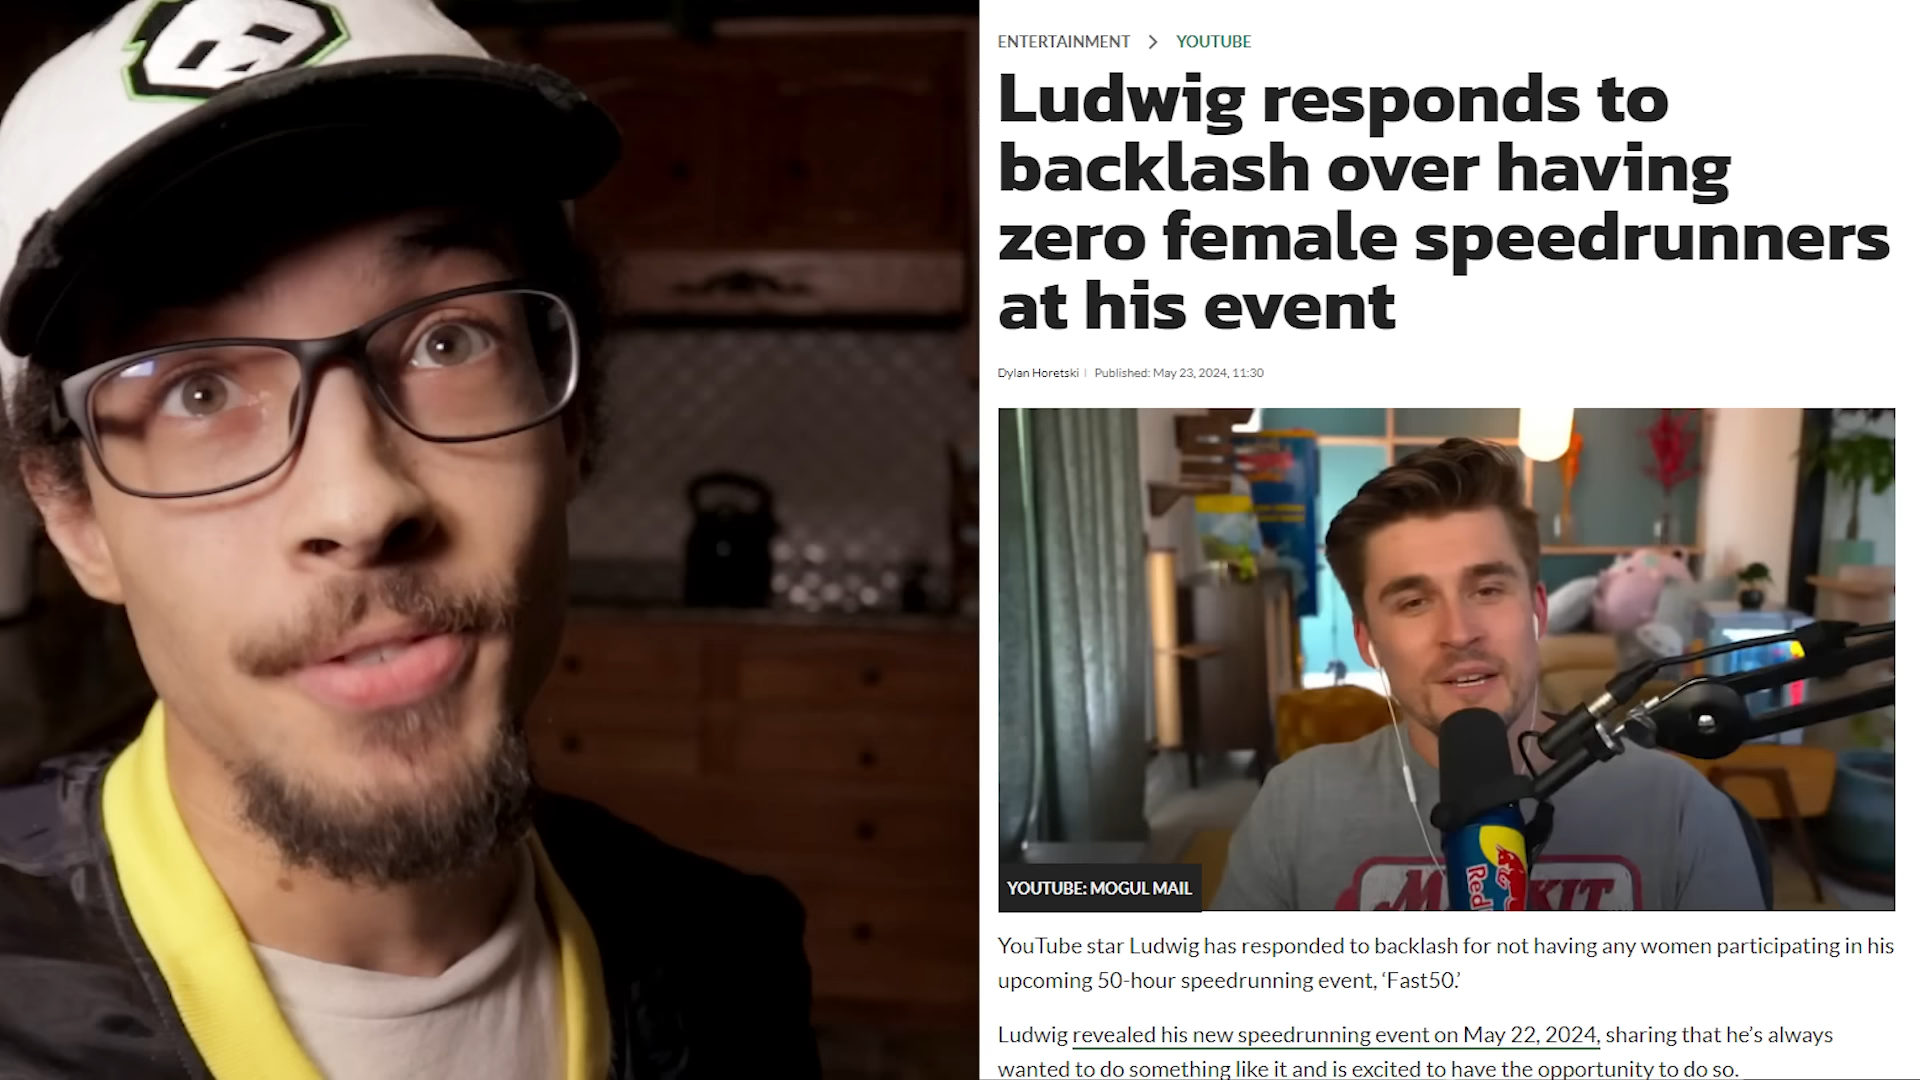 ENTERTAINMENT > YOUTUBE
Ludwig responds to
backlash over having
zero female speedrunners
at his event
Dylan Horetski | Published: May 23, 2024, 11:30
YOUTUBE: MOGUL MAIL
YouTube star Ludwig has responded to backlash for not having any women participating in his
upcoming 50-hour speedrunning event, ‘Fast50.’
Ludwig revealed his new speedrunning event on May 22, 2024, sharing that he’s always
wanted to do something like it and is excited to have the opportunity to do so.